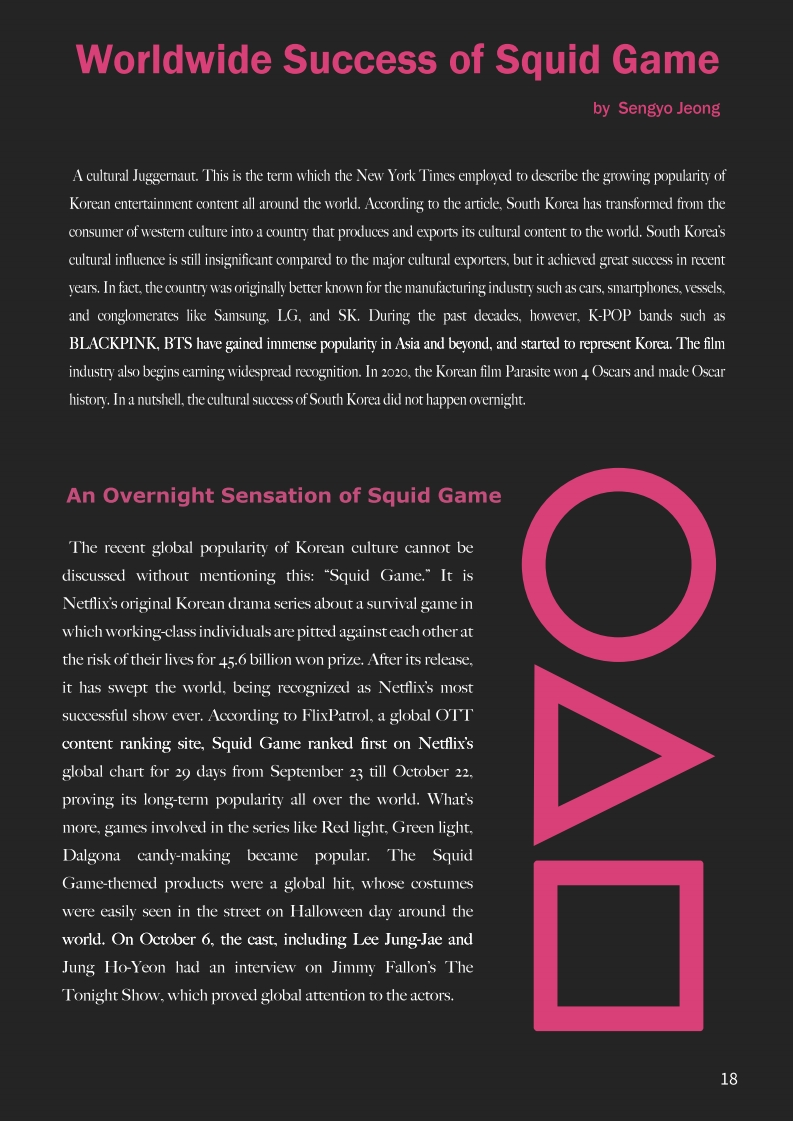 Worldwide Success of Squid Game
by Sengyo Jeong
A cultural Juggernaut. This is the term which the New York Times employed to describe the growing popularity of
Korean entertainment content all around the world. According to the article, South Korea has transformed from the
consumer of western culture into a country that produces and exports its cultural content to the world. South Korea's
cultural influence is still insignificant compared to the major cultural exporters, but it achieved great success in recent
years. In fact, the country was originally better known for the manufacturing industry such as cars, smartphones, vessels,
and conglomerates like Samsung, LG, and SK. During the past decades, however, K-POP bands such as
BLACKPINK, BTS have gained immense popularity in Asia and beyond, and started to represent Korea. The film
industry also begins earning widespread recognition. In 2020, the Korean film Parasite won 4 Oscars and made Oscar
history. In a nutshell, the cultural success of South Korea did not happen overnight.
An Overnight Sensation of Squid Game
The recent global popularity of Korean culture cannot be
discussed without mentioning this: “Squid Game.” It is
Netflix's original Korean drama series about a survival game in
which working-class individuals are pitted against each other at
the risk of their lives for 45.6 billion won prize. After its release,
it has swept the world, being recognized as Netflix's most
successful show ever. According to FlixPatrol, a global OTT
content ranking site, Squid Game ranked first on Netflix's
global chart for 29 days from September 23 till October 22,
proving its long-term popularity all over the world. What's
more, games involved in the series like Red light, Green light,
Dalgona candy-making became popular. The Squid
Game-themed products were a global hit, whose costumes
were easily seen in the street on Halloween day around the
world. On October 6, the cast, including Lee Jung-Jae and
Jung Ho-Yeon had an interview on Jimmy Fallon's The
Tonight Show, which proved global attention to the actors.
18